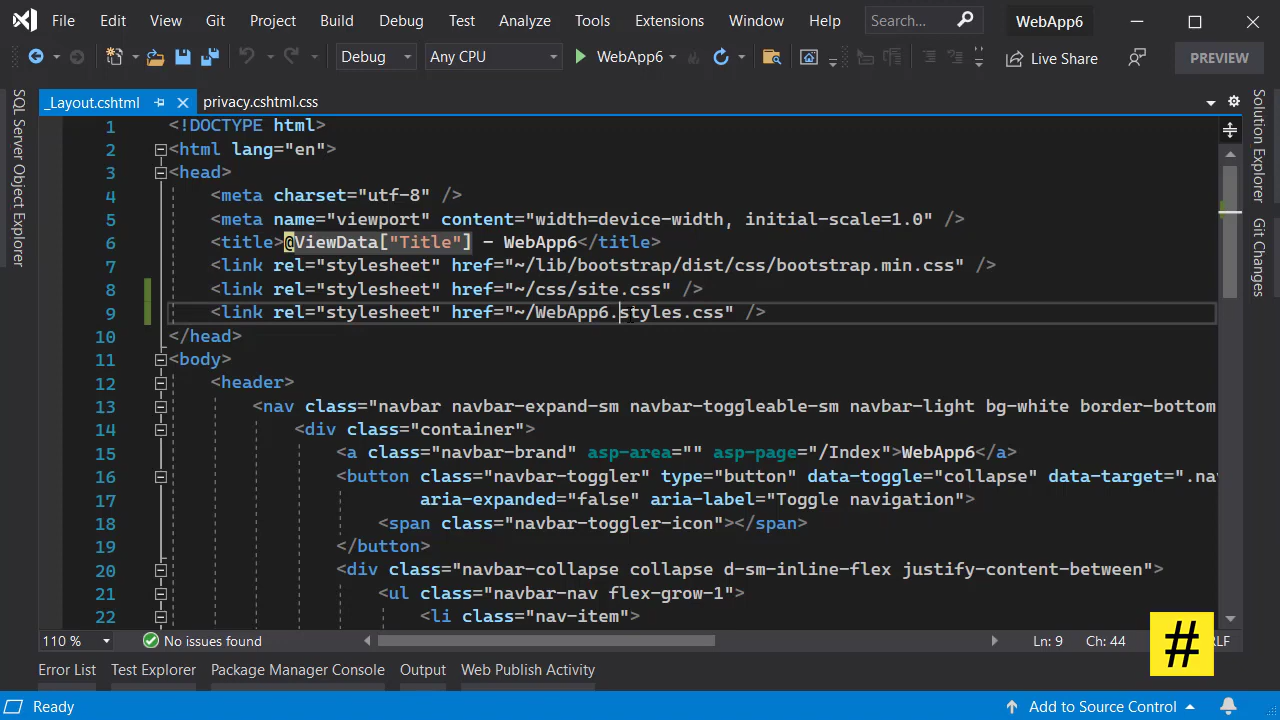 File Edit View Git Project Build Debug Test Analyze Tools Extensions Window Help Search... WebApp6
Debug Any CPU WebApp6 Live Share PREVIEW
_Layout.cshtml privacy.cshtml.css
SQL Server Object Explorer
Solution Explorer
Git Changes
1 <!DOCTYPE html>
2 <html lang="en">
3 <head>
4 <meta charset="utf-8" />
5 <meta name="viewport" content="width=device-width, initial-scale=1.0" />
6 <title>@ViewData["Title"] - WebApp6</title>
7 <link rel="stylesheet" href="~/lib/bootstrap/dist/css/bootstrap.min.css" />
8 <link rel="stylesheet" href="~/css/site.css" />
9 <link rel="stylesheet" href="~/WebApp6.styles.css" />
10 </head>
11 <body>
12 <header>
13 <nav class="navbar navbar-expand-sm navbar-toggleable-sm navbar-light bg-white border-bottom
14 <div class="container">
15 <a class="navbar-brand" asp-area="" asp-page="/Index">WebApp6</a>
16 <button class="navbar-toggler" type="button" data-toggle="collapse" data-target=".na
17 aria-expanded="false" aria-label="Toggle navigation">
18 <span class="navbar-toggler-icon"></span>
19 </button>
20 <div class="navbar-collapse collapse d-sm-inline-flex justify-content-between">
21 <ul class="navbar-nav flex-grow-1">
22 <li class="nav-item">
110 % No issues found Ln: 9 Ch: 44 RLF
#
Error List Test Explorer Package Manager Console Output Web Publish Activity
Ready Add to Source Control